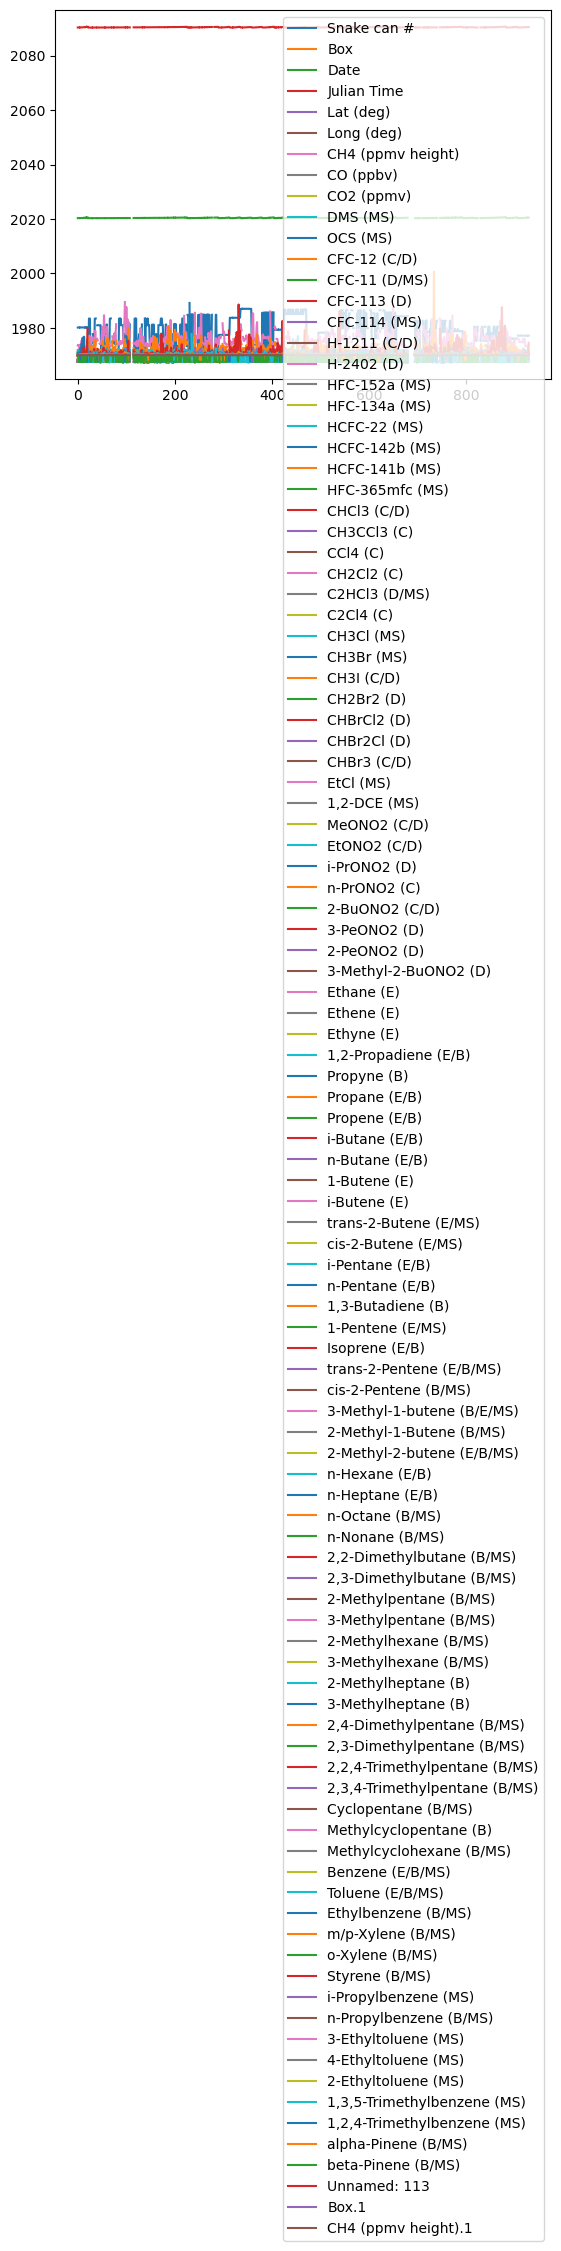 2080
2060
2040
2020
2000
1980
0
200
400
600
800
Snake can #
Box
Date
Julian Time
Lat (deg)
Long (deg)
CH4 (ppmv height)
CO (ppbv)
CO2 (ppmv)
DMS (MS)
OCS (MS)
CFC-12 (C/D)
CFC-11 (D/MS)
CFC-113 (D)
CFC-114 (MS)
H-1211 (C/D)
H-2402 (D)
HFC-152a (MS)
HFC-134a (MS)
HCFC-22 (MS)
HCFC-142b (MS)
HCFC-141b (MS)
HFC-365mfc (MS)
CHCl3 (C/D)
CH3CCl3 (C)
CCl4 (C)
CH2Cl2 (C)
C2HCl3 (D/MS)
C2Cl4 (C)
CH3Cl (MS)
CH3Br (MS)
CH3I (C/D)
CH2Br2 (D)
CHBrCl2 (D)
CHBr2Cl (D)
CHBr3 (C/D)
EtCl (MS)
1,2-DCE (MS)
MeONO2 (C/D)
EtONO2 (C/D)
i-PrONO2 (D)
n-PrONO2 (C)
2-BuONO2 (C/D)
3-PeONO2 (D)
2-PeONO2 (D)
3-Methyl-2-BuONO2 (D)
Ethane (E)
Ethene (E)
Ethyne (E)
1,2-Propadiene (E/B)
Propyne (B)
Propane (E/B)
Propene (E/B)
i-Butane (E/B)
n-Butane (E/B)
1-Butene (E)
i-Butene (E)
trans-2-Butene (E/MS)
cis-2-Butene (E/MS)
i-Pentane (E/B)
n-Pentane (E/B)
1,3-Butadiene (B)
1-Pentene (E/MS)
Isoprene (E/B)
trans-2-Pentene (E/B/MS)
cis-2-Pentene (B/MS)
3-Methyl-1-butene (B/E/MS)
2-Methyl-1-Butene (B/MS)
2-Methyl-2-butene (E/B/MS)
n-Hexane (E/B)
n-Heptane (E/B)
n-Octane (B/MS)
n-Nonane (B/MS)
2,2-Dimethylbutane (B/MS)
2,3-Dimethylbutane (B/MS)
2-Methylpentane (B/MS)
3-Methylpentane (B/MS)
2-Methylhexane (B/MS)
3-Methylhexane (B/MS)
2-Methylheptane (B)
3-Methylheptane (B)
2,4-Dimethylpentane (B/MS)
2,3-Dimethylpentane (B/MS)
2,2,4-Trimethylpentane (B/MS)
2,3,4-Trimethylpentane (B/MS)
Cyclopentane (B/MS)
Methylcyclopentane (B)
Methylcyclohexane (B/MS)
Benzene (E/B/MS)
Toluene (E/B/MS)
Ethylbenzene (B/MS)
m/p-Xylene (B/MS)
o-Xylene (B/MS)
Styrene (B/MS)
i-Propylbenzene (MS)
n-Propylbenzene (B/MS)
3-Ethyltoluene (MS)
4-Ethyltoluene (MS)
2-Ethyltoluene (MS)
1,3,5-Trimethylbenzene (MS)
1,2,4-Trimethylbenzene (MS)
alpha-Pinene (B/MS)
beta-Pinene (B/MS)
Unnamed: 113
Box.1
CH4 (ppmv height).1